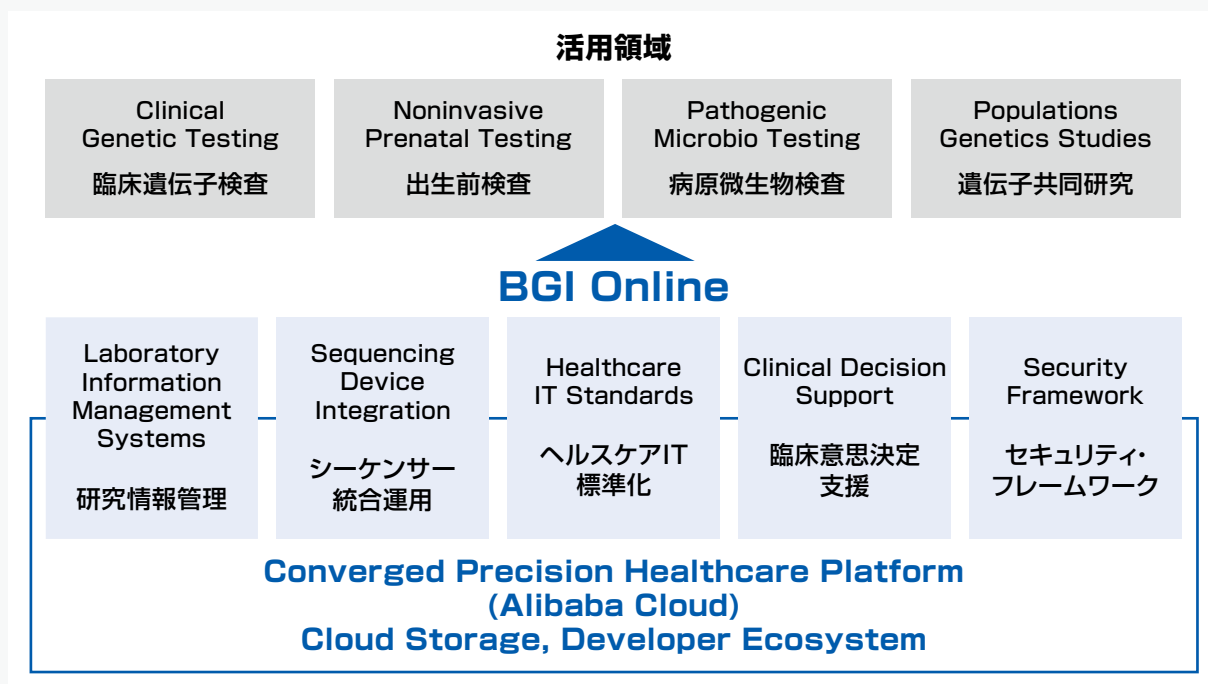 活用領域
Clinical
Genetic Testing
臨床遺伝子検査
Noninvasive
Prenatal Testing
出生前検査
Pathogenic
Microbio Testing
病原微生物検査
Populations
Genetics Studies
遺伝子共同研究
BGI Online
Laboratory
Information
Management
Systems
研究情報管理
Sequencing
Device
Integration
シーケンサー
統合運用
Healthcare
IT Standards
ヘルスケアIT
標準化
Clinical Decision
Support
臨床意思決定
支援
Security
Framework
セキュリティ・
フレームワーク
Converged Precision Healthcare Platform
(Alibaba Cloud)
Cloud Storage, Developer Ecosystem